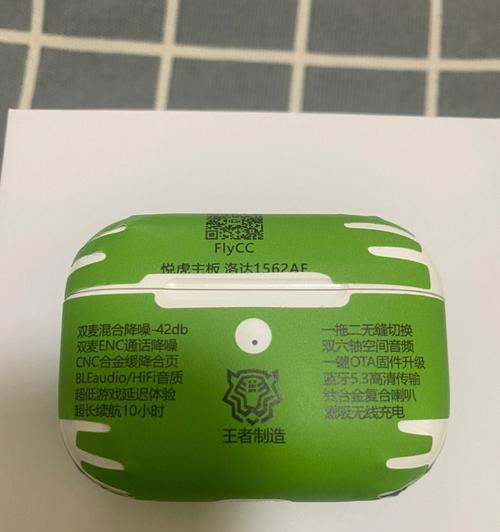 FlyCC
悦虎主板 洛达1562AE
双麦混合降噪-42db
双麦ENC通话降噪
CNC合金缓降合页
BLEaudio/HiFi音质
超低游戏延迟体验
超长续航10小时
一拖二无缝切换
双六轴空间音频
一键OTA固件升级
蓝牙5.3高清传输
钛合金复合喇叭
磁吸无线充电
王者制造